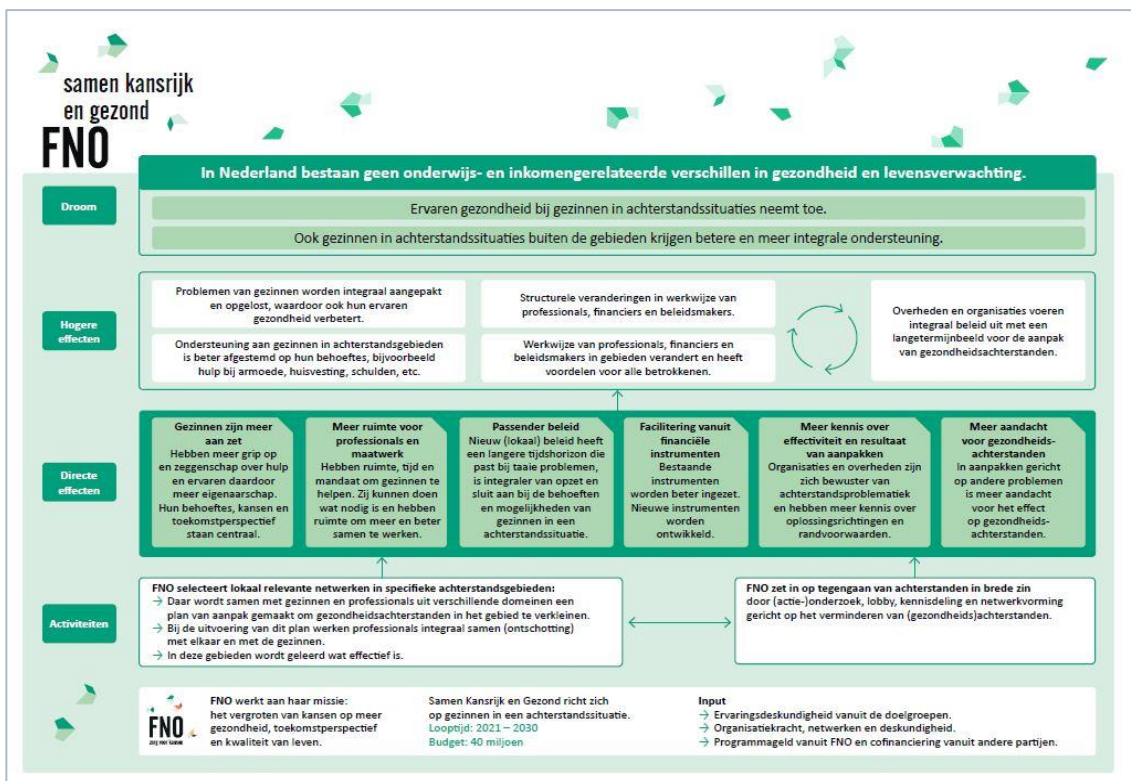 samen kansrijk
en gezond
FNO
Droom
In Nederland bestaan geen onderwijs- en inkomengerelateerde verschillen in gezondheid en levensverwachting.
Ervaren gezondheid bij gezinnen in achterstandssituaties neemt toe.
Ook gezinnen in achterstandssituaties buiten de gebieden krijgen betere en meer integrale ondersteuning.
Hogere
effecten
Problemen van gezinnen worden integraal aangepakt
en opgelost, waardoor ook hun ervaren
gezondheid verbetert.
Ondersteuning aan gezinnen in achterstandsgebieden
is beter afgestemd op hun behoeftes, bijvoorbeeld
hulp bij armoede, huisvesting, schulden, etc.
Structurele veranderingen in werkwijze van
professionals, financiers en beleidsmakers.
Werkwijze van professionals, financiers en
beleidsmakers in gebieden verandert en heeft
voordelen voor alle betrokkenen.
Overheden en organisaties voeren
integraal beleid uit met een
langetermijnbeeld voor de aanpak
van gezondheidsachterstanden.
Directe
effecten
Gezinnen zijn meer
aan zet
Hebben meer grip op
en zeggenschap over hulp
en ervaren daardoor
meer eigenaarschap.
Hun behoeftes, kansen en
toekomstperspectief
staan centraal.
Meer ruimte voor
professionals en
maatwerk
Hebben ruimte, tijd en
mandaat om gezinnen te
helpen. Zij kunnen doen
wat nodig is en hebben
ruimte om meer en beter
samen te werken.
Passender beleid
Nieuw (lokaal) beleid heeft
een langere tijdshorizon die
past bij taaie problemen,
is integraler van opzet en
sluit aan bij de behoeften
en mogelijkheden van
gezinnen in een
achterstandssituatie.
Facilitering vanuit
financiële
instrumenten
Bestaande
instrumenten
worden beter ingezet.
Nieuwe instrumenten
worden
ontwikkeld.
Meer kennis over
effectiviteit en resultaat
van aanpakken
Organisaties en overheden zijn
zich bewuster van
achterstandsproblematiek
en hebben meer kennis over
oplossingsrichtingen en
randvoorwaarden.
Meer aandacht
voor gezondheids-
achterstanden
In aanpakken gericht
op andere problemen
is meer aandacht
voor het effect
op gezondheids-
achterstanden.
Activiteiten
FNO selecteert lokaal relevante netwerken in specifieke achterstandsgebieden:
→ Daar wordt samen met gezinnen en professionals uit verschillende domeinen een
plan van aanpak gemaakt om gezondheidsachterstanden in het gebied te verkleinen.
→ Bij de uitvoering van dit plan werken professionals integraal samen (ontschotting)
met elkaar en met de gezinnen.
→ In deze gebieden wordt geleerd wat effectief is.
FNO zet in op tegengaan van achterstanden in brede zin
door (actie-)onderzoek, lobby, kennisdeling en netwerkvorming
gericht op het verminderen van (gezondheids)achterstanden.
FNO
zorg voor kansen
FNO werkt aan haar missie:
het vergroten van kansen op meer
gezondheid, toekomstperspectief
en kwaliteit van leven.
Samen Kansrijk en Gezond richt zich
op gezinnen in een achterstandssituatie.
Looptijd: 2021 – 2030
Budget: 40 miljoen
Input
→ Ervaringsdeskundigheid vanuit de doelgroepen.
→ Organisatiekracht, netwerken en deskundigheid.
→ Programmageld vanuit FNO en cofinanciering vanuit andere partijen.